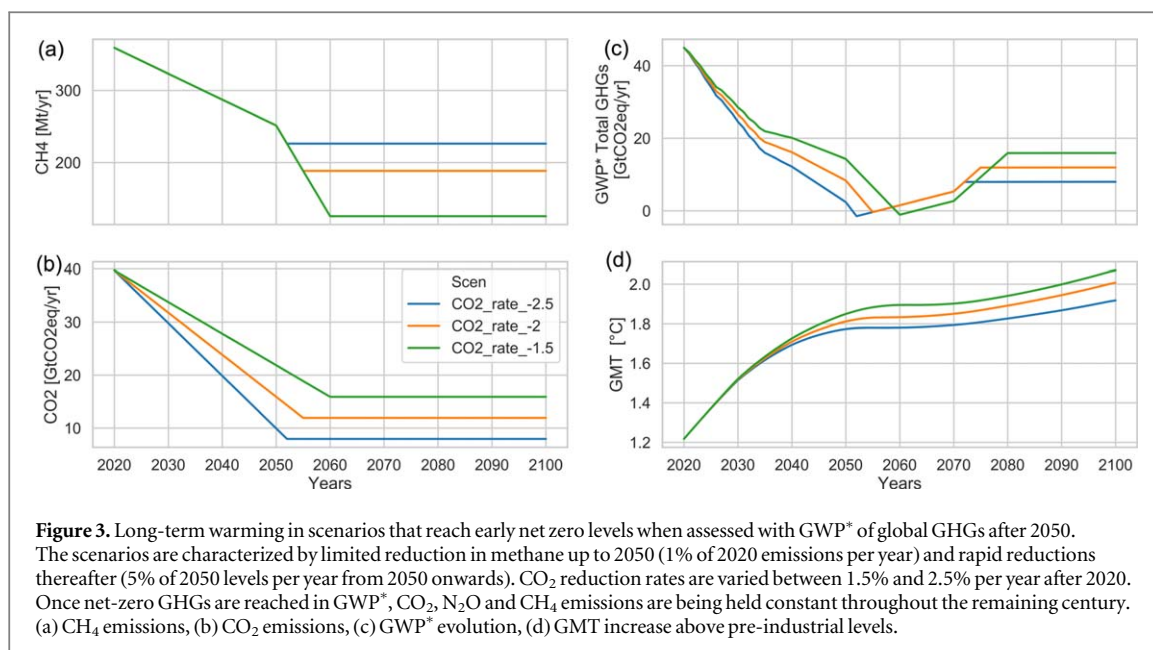 (a)
CH4 [Mt/yr]
300
200
(b)
CO2 [GtCO2eq/yr]
40
30
20
10
Scen
CO2_rate_-2.5
CO2_rate_-2
CO2_rate_-1.5
2020 2030 2040 2050 2060 2070 2080 2090 2100
Years
(c)
GWP* Total GHGs
[GtCO2eq/yr]
40
20
0
(d)
GMT [°C]
2.0
1.8
1.6
1.4
1.2
2020 2030 2040 2050 2060 2070 2080 2090 2100
Years
Figure 3. Long-term warming in scenarios that reach early net zero levels when assessed with GWP* of global GHGs after 2050.
The scenarios are characterized by limited reduction in methane up to 2050 (1% of 2020 emissions per year) and rapid reductions
thereafter (5% of 2050 levels per year from 2050 onwards). CO₂ reduction rates are varied between 1.5% and 2.5% per year after 2020.
Once net-zero GHGs are reached in GWP*, CO₂, N₂O and CH₄ emissions are being held constant throughout the remaining century.
(a) CH₄ emissions, (b) CO₂ emissions, (c) GWP* evolution, (d) GMT increase above pre-industrial levels.